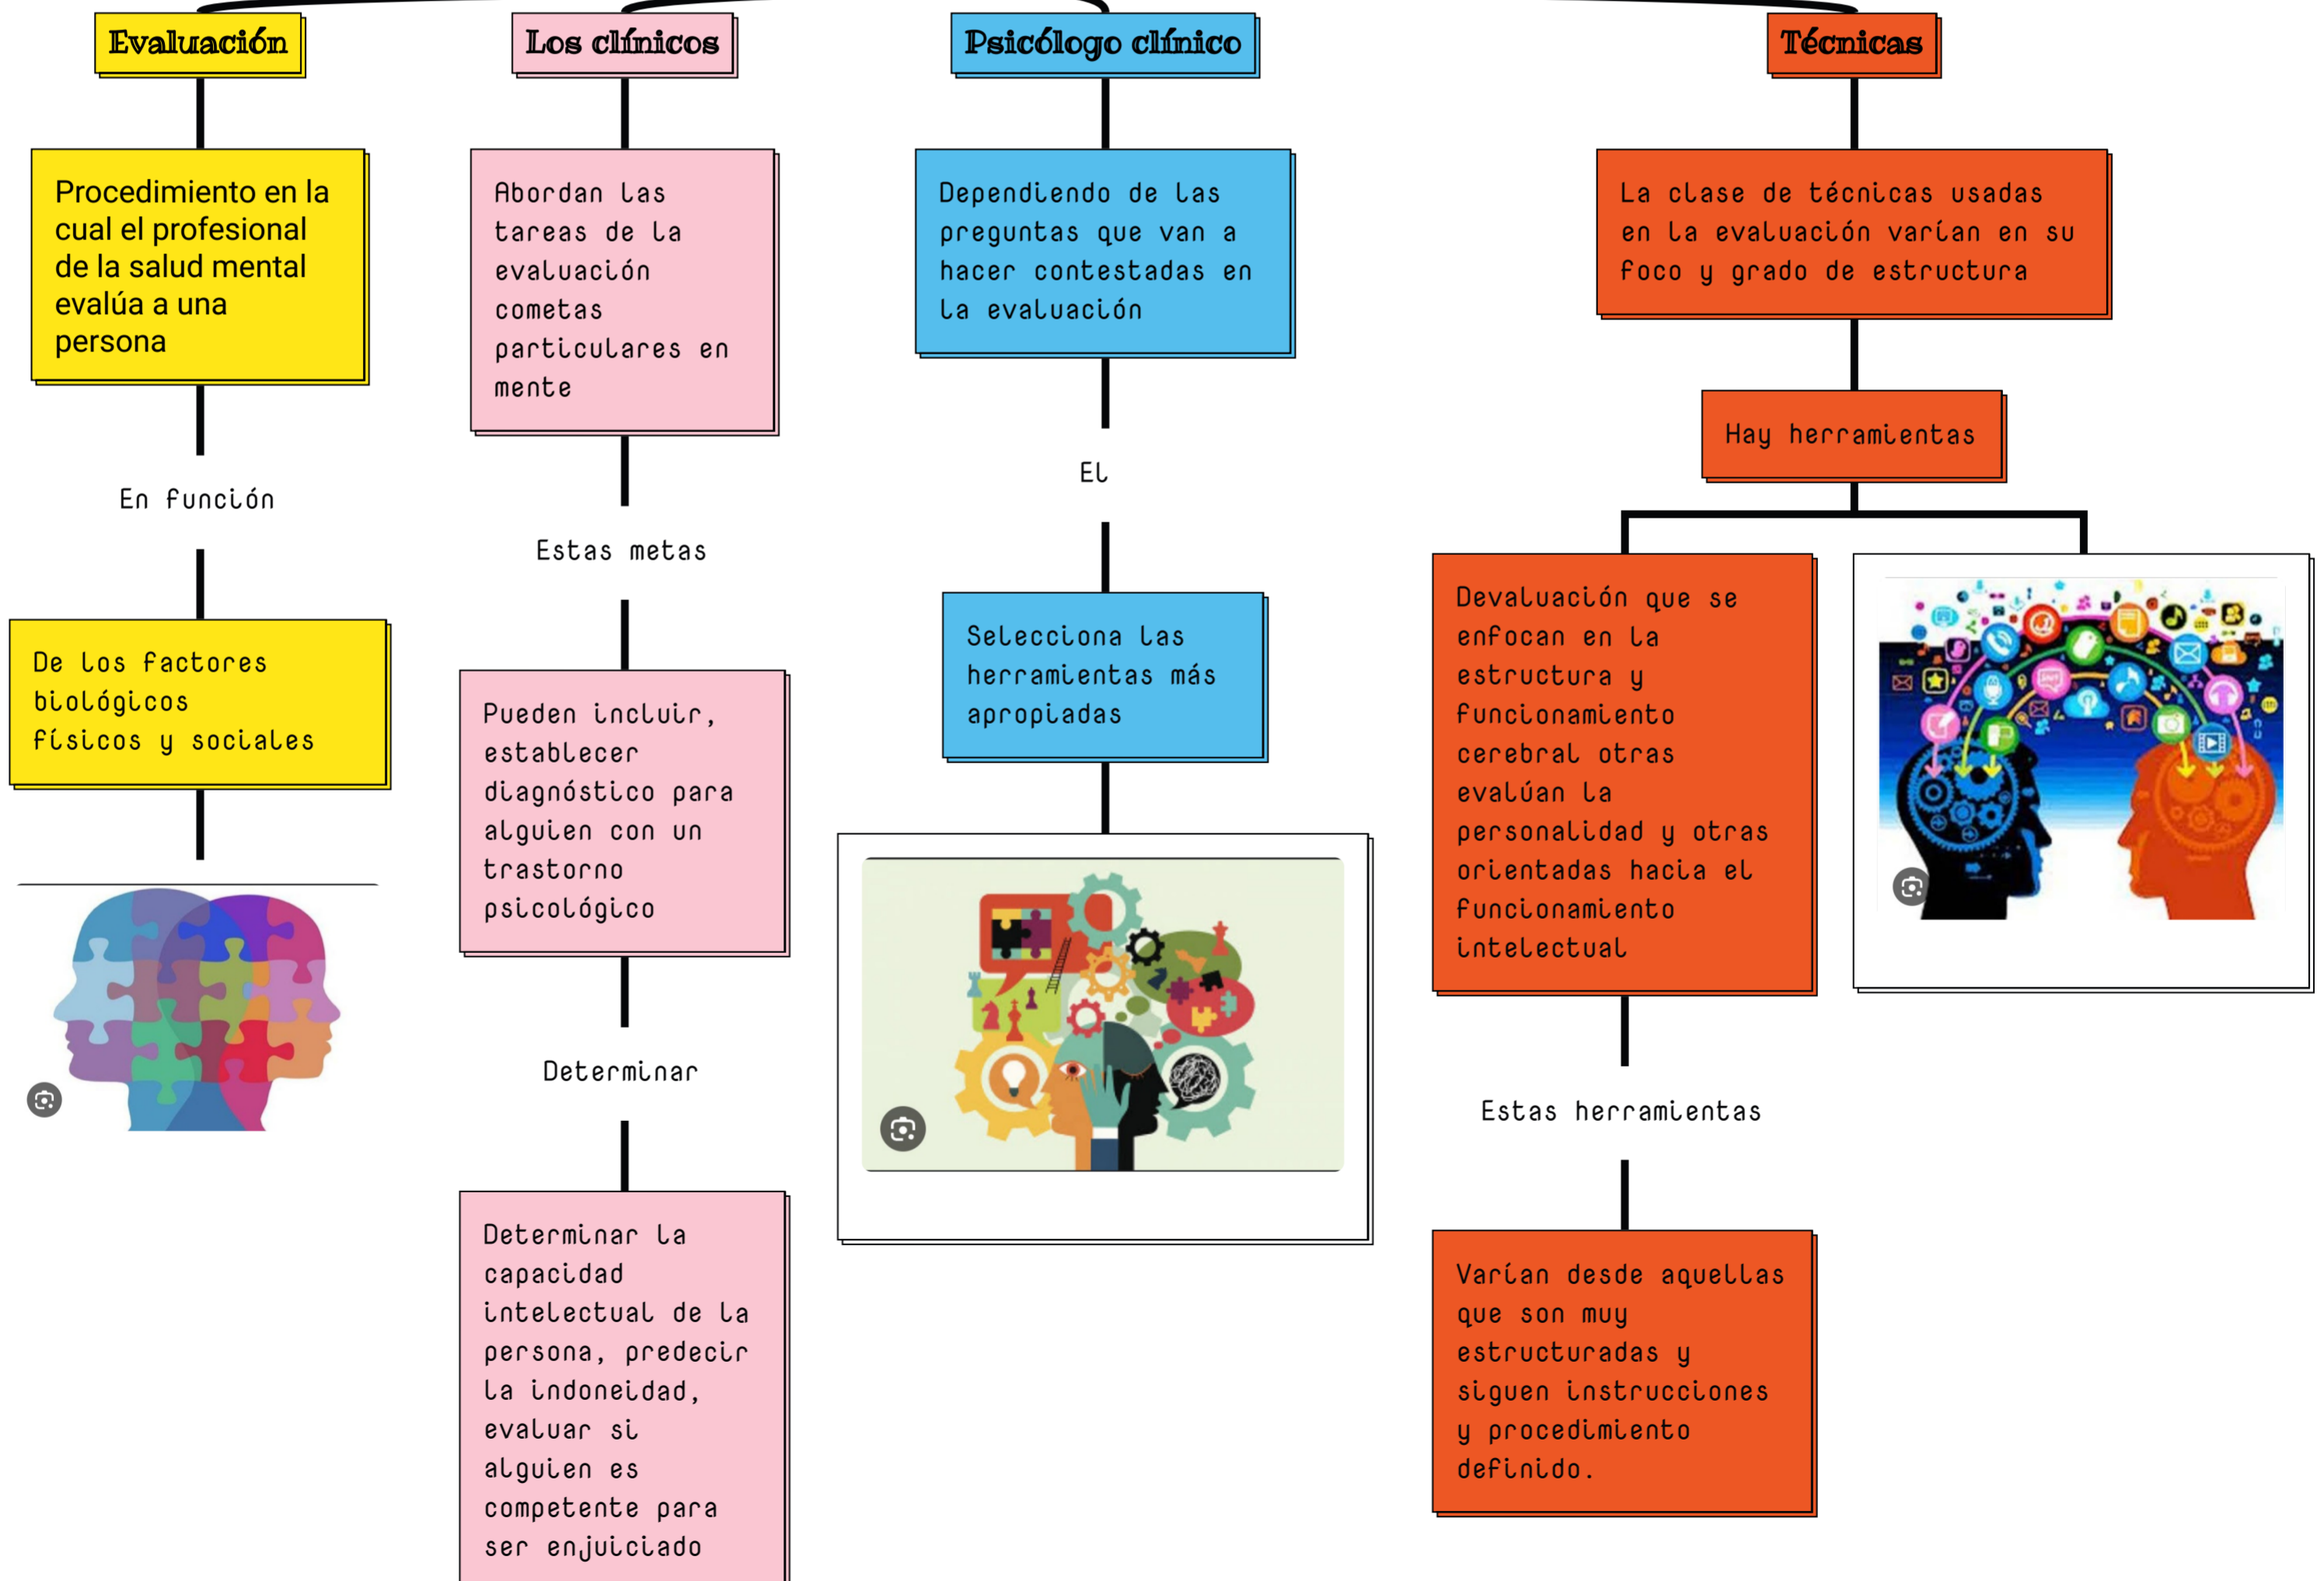 Evaluación
Procedimiento en la
cual el profesional
de la salud mental
evalúa a una
persona
En función
De los factores
biológicos
físicos y sociales
Los clínicos
Abordan las
tareas de la
evaluación
cometas
particulares en
mente
Estas metas
Pueden incluir,
establecer
diagnóstico para
alguien con un
trastorno
psicológico
Determinar
Determinar la
capacidad
intelectual de la
persona, predecir
la indoneidad,
evaluar si
alguien es
competente para
ser enjuiciado
Psicólogo clínico
Dependiendo de las
preguntas que van a
hacer contestadas en
la evaluación
El
Selecciona las
herramientas más
apropiadas
Técnicas
La clase de técnicas usadas
en la evaluación varían en su
foco y grado de estructura
Hay herramientas
Devaluación que se
enfocan en la
estructura y
funcionamiento
cerebral otras
evalúan la
personalidad y otras
orientadas hacia el
funcionamiento
intelectual
Estas herramientas
Varían desde aquellas
que son muy
estructuradas y
siguen instrucciones
y procedimiento
definido.